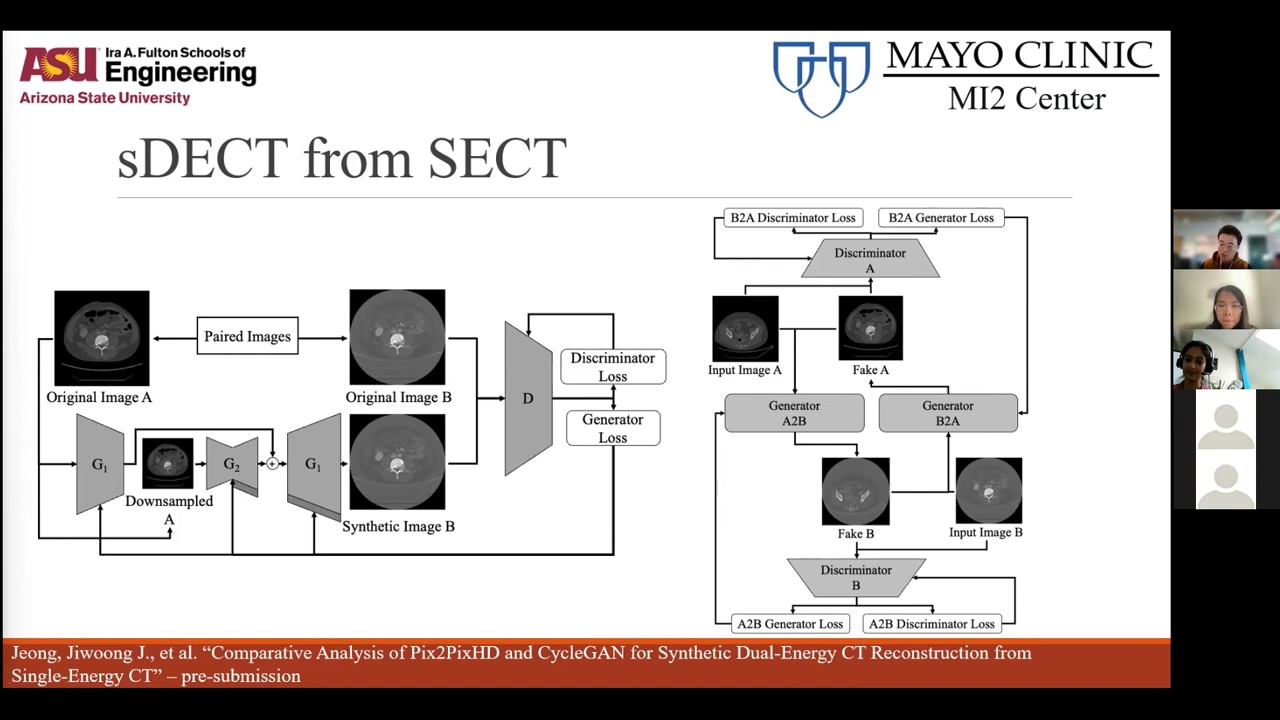 ASU Ira A. Fulton Schools of
Engineering
Arizona State University
MAYO CLINIC
MI2 Center
sDECT from SECT
Paired Images
Original Image A
Original Image B
Discriminator
Loss
D
Generator
Loss
G₁
G₂
+
G₁
Downsampled
A
Synthetic Image B
B2A Discriminator Loss
B2A Generator Loss
Discriminator
A
Input Image A
Fake A
Generator
A2B
Generator
B2A
Fake B
Input Image B
Discriminator
B
A2B Generator Loss
A2B Discriminator Loss
Jeong, Jiwoong J., et al. “Comparative Analysis of Pix2PixHD and CycleGAN for Synthetic Dual-Energy CT Reconstruction from
Single-Energy CT” – pre-submission